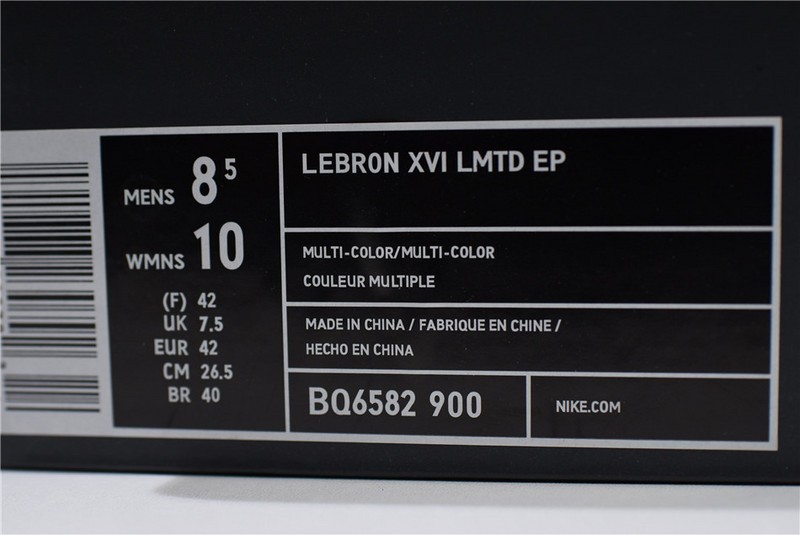 MENS 8 5
WMNS 10
(F) 42
UK 7.5
EUR 42
CM 26.5
BR 40
LEBRON XVI LMTD EP
MULTI-COLOR/MULTI-COLOR
COULEUR MULTIPLE
MADE IN CHINA / FABRIQUE EN CHINE /
HECHO EN CHINA
BQ6582 900
NIKE.COM